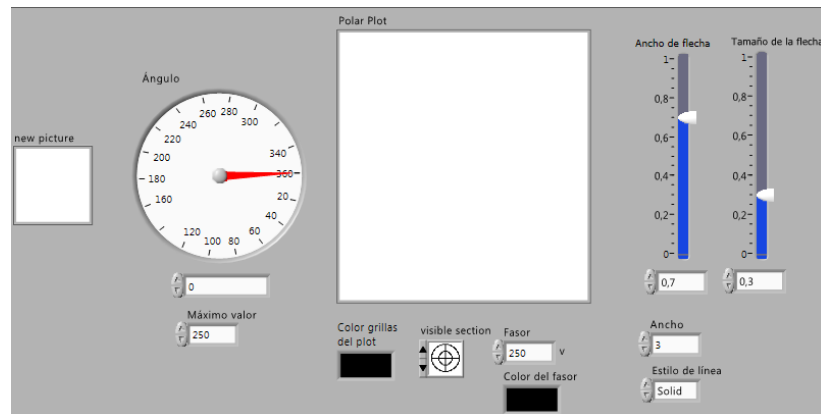 Polar Plot
Ancho de flecha
Tamaño de la flecha
Ángulo
new picture
260 280
240
300
220
200
340
180
360
160
20
40
120
60
100 80
1
0,8
0,6
0,4
0,2
0
1
0,8
0,6
0,4
0,2
0
0
0,7
0,3
Máximo valor
250
Color grillas
del plot
visible section
Fasor
250 v
Color del fasor
Ancho
3
Estilo de línea
Solid